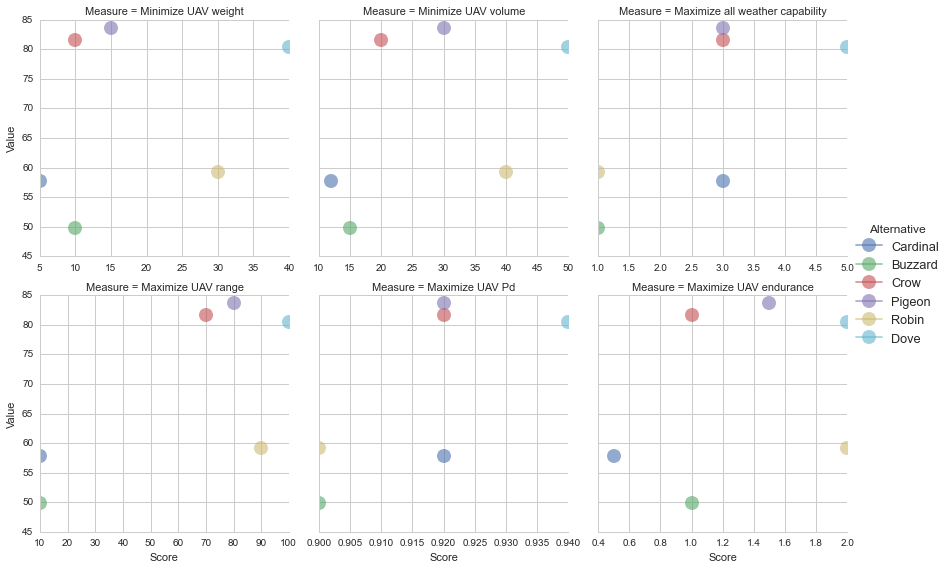 Measure = Minimize UAV weight
Measure = Minimize UAV volume
Measure = Maximize all weather capability
85
80
75
70
65
60
55
50
45
Value
5 10 15 20 25 30 35 40
10 15 20 25 30 35 40 45 50
1.0 1.5 2.0 2.5 3.0 3.5 4.0 4.5 5.0
Measure = Maximize UAV range
Measure = Maximize UAV Pd
Measure = Maximize UAV endurance
85
80
75
70
65
60
55
50
45
Value
10 20 30 40 50 60 70 80 90 100
0.900 0.905 0.910 0.915 0.920 0.925 0.930 0.935 0.940
0.4 0.6 0.8 1.0 1.2 1.4 1.6 1.8 2.0
Score
Score
Score
Alternative
Cardinal
Buzzard
Crow
Pigeon
Robin
Dove